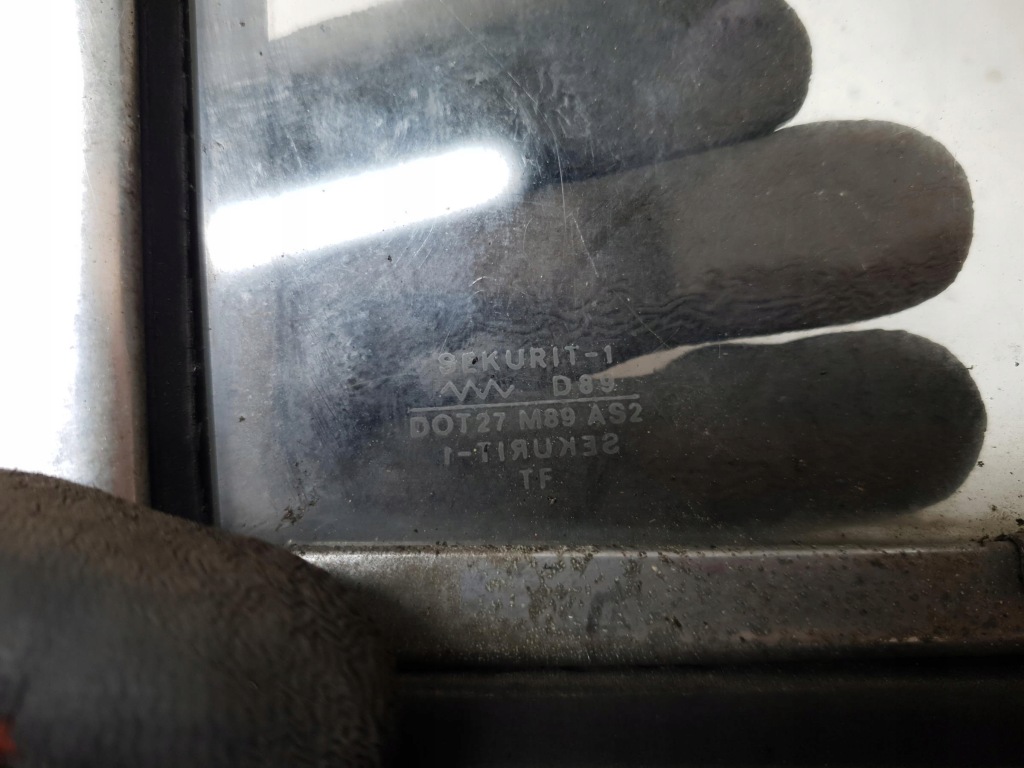 SEKURIT-1
D89
DOT27 M89 AS2
SEKURIT-1
TF